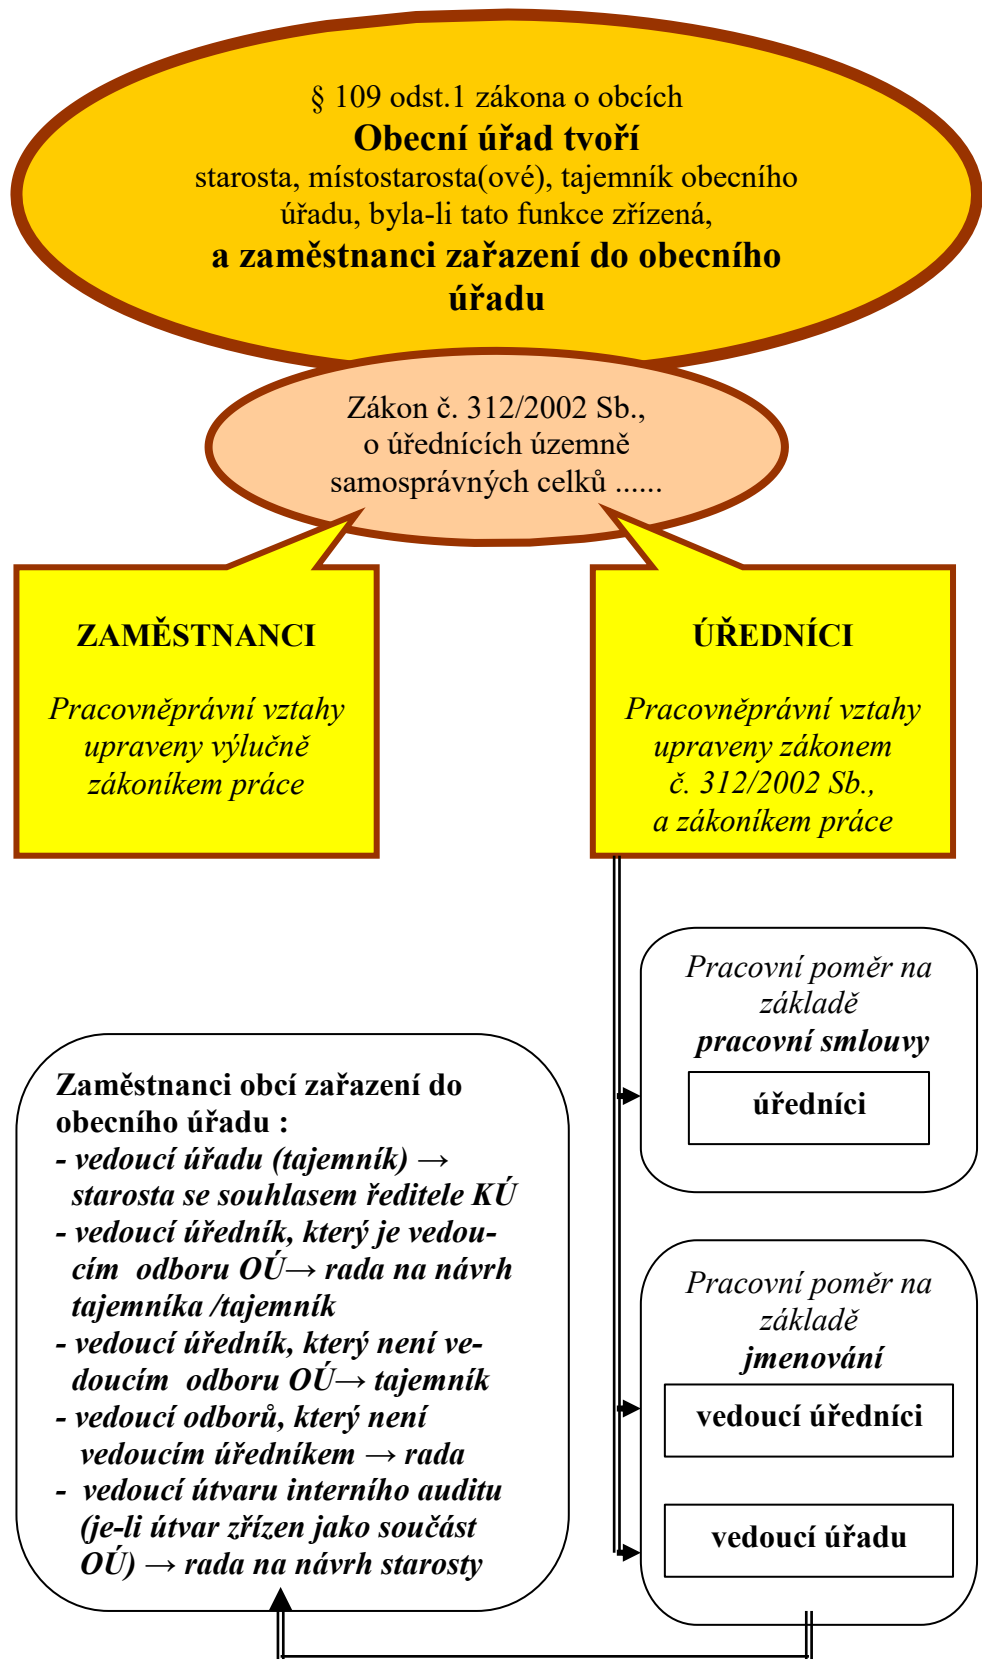 § 109 odst.1 zákona o obcích
Obecní úřad tvoří
starosta, místostarosta(ové), tajemník obecního
úřadu, byla-li tato funkce zřízená,
a zaměstnanci zařazení do obecního
úřadu
Zákon č. 312/2002 Sb.,
o úřednících územně
samosprávných celků ......
ZAMĚSTNANCI
Pracovněprávní vztahy
upraveny výlučně
zákoníkem práce
ÚŘEDNÍCI
Pracovněprávní vztahy
upraveny zákonem
č. 312/2002 Sb.,
a zákoníkem práce
Pracovní poměr na
základě
pracovní smlouvy
úředníci
Zaměstnanci obcí zařazení do
obecního úřadu :
- vedoucí úřadu (tajemník) →
starosta se souhlasem ředitele KÚ
- vedoucí úředník, který je vedou-
cím odboru OÚ→ rada na návrh
tajemníka /tajemník
- vedoucí úředník, který není ve-
doucím odboru OÚ→ tajemník
- vedoucí odborů, který není
vedoucím úředníkem → rada
- vedoucí útvaru interního auditu
(je-li útvar zřízen jako součást
OÚ) → rada na návrh starosty
Pracovní poměr na
základě
jmenování
vedoucí úředníci
vedoucí úřadu